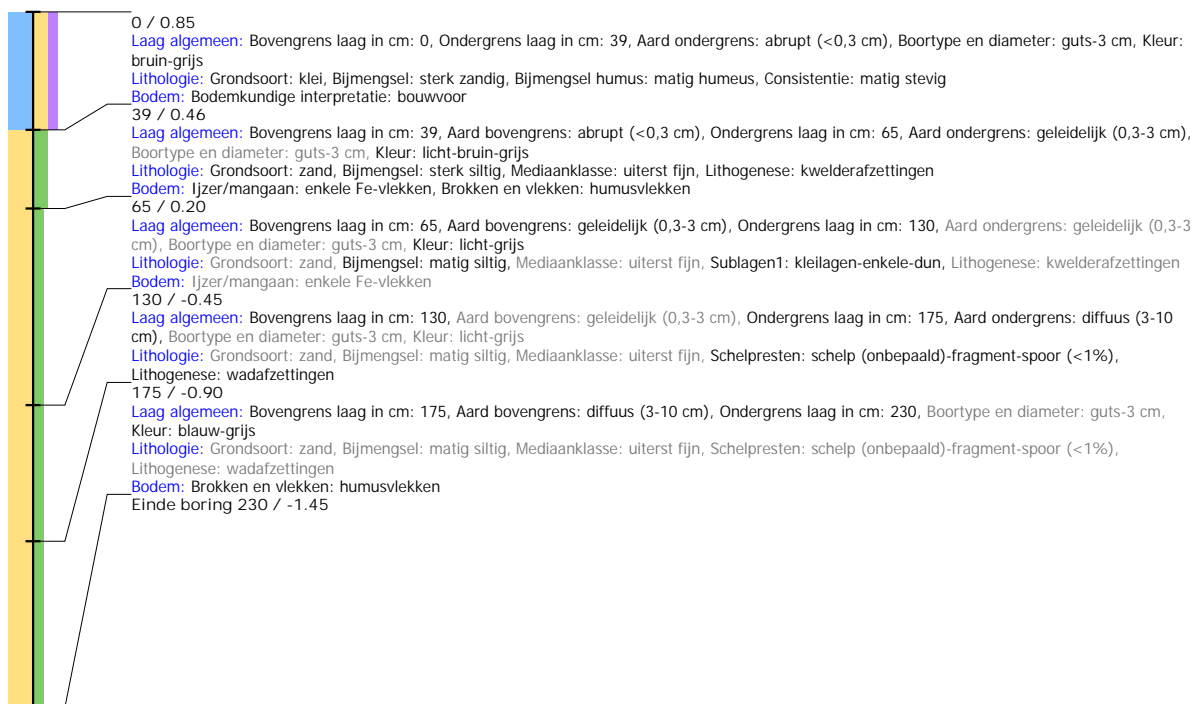 0 / 0.85
Laag algemeen: Bovengrens laag in cm: 0, Ondergrens laag in cm: 39, Aard ondergrens: abrupt (<0,3 cm), Boortype en diameter: guts-3 cm, Kleur:
bruin-grijs
Lithologie: Grondsoort: klei, Bijmengsel: sterk zandig, Bijmengsel humus: matig humeus, Consistentie: matig stevig
Bodem: Bodemkundige interpretatie: bouwvoor
39 / 0.46
Laag algemeen: Bovengrens laag in cm: 39, Aard bovengrens: abrupt (<0,3 cm), Ondergrens laag in cm: 65, Aard ondergrens: geleidelijk (0,3-3 cm),
Boortype en diameter: guts-3 cm, Kleur: licht-bruin-grijs
Lithologie: Grondsoort: zand, Bijmengsel: sterk siltig, Mediaanklasse: uiterst fijn, Lithogenese: kwelderafzettingen
Bodem: Ijzer/mangaan: enkele Fe-vlekken, Brokken en vlekken: humusvlekken
65 / 0.20
Laag algemeen: Bovengrens laag in cm: 65, Aard bovengrens: geleidelijk (0,3-3 cm), Ondergrens laag in cm: 130, Aard ondergrens: geleidelijk (0,3-3
cm), Boortype en diameter: guts-3 cm, Kleur: licht-grijs
Lithologie: Grondsoort: zand, Bijmengsel: matig siltig, Mediaanklasse: uiterst fijn, Sublagen1: kleilagen-enkele-dun, Lithogenese: kwelderafzettingen
Bodem: Ijzer/mangaan: enkele Fe-vlekken
130 / -0.45
Laag algemeen: Bovengrens laag in cm: 130, Aard bovengrens: geleidelijk (0,3-3 cm), Ondergrens laag in cm: 175, Aard ondergrens: diffuus (3-10
cm), Boortype en diameter: guts-3 cm, Kleur: licht-grijs
Lithologie: Grondsoort: zand, Bijmengsel: matig siltig, Mediaanklasse: uiterst fijn, Schelpresten: schelp (onbepaald)-fragment-spoor (<1%),
Lithogenese: wadafzettingen
175 / -0.90
Laag algemeen: Bovengrens laag in cm: 175, Aard bovengrens: diffuus (3-10 cm), Ondergrens laag in cm: 230, Boortype en diameter: guts-3 cm,
Kleur: blauw-grijs
Lithologie: Grondsoort: zand, Bijmengsel: matig siltig, Mediaanklasse: uiterst fijn, Schelpresten: schelp (onbepaald)-fragment-spoor (<1%),
Lithogenese: wadafzettingen
Bodem: Brokken en vlekken: humusvlekken
Einde boring 230 / -1.45